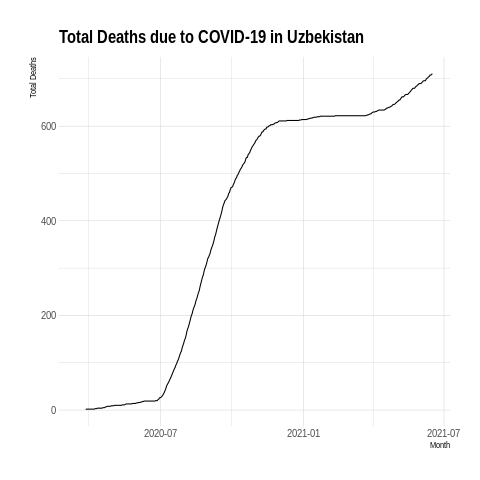 Total Deaths due to COVID-19 in Uzbekistan
Total Deaths
600
400
200
0
2020-07
2021-01
2021-07
Month